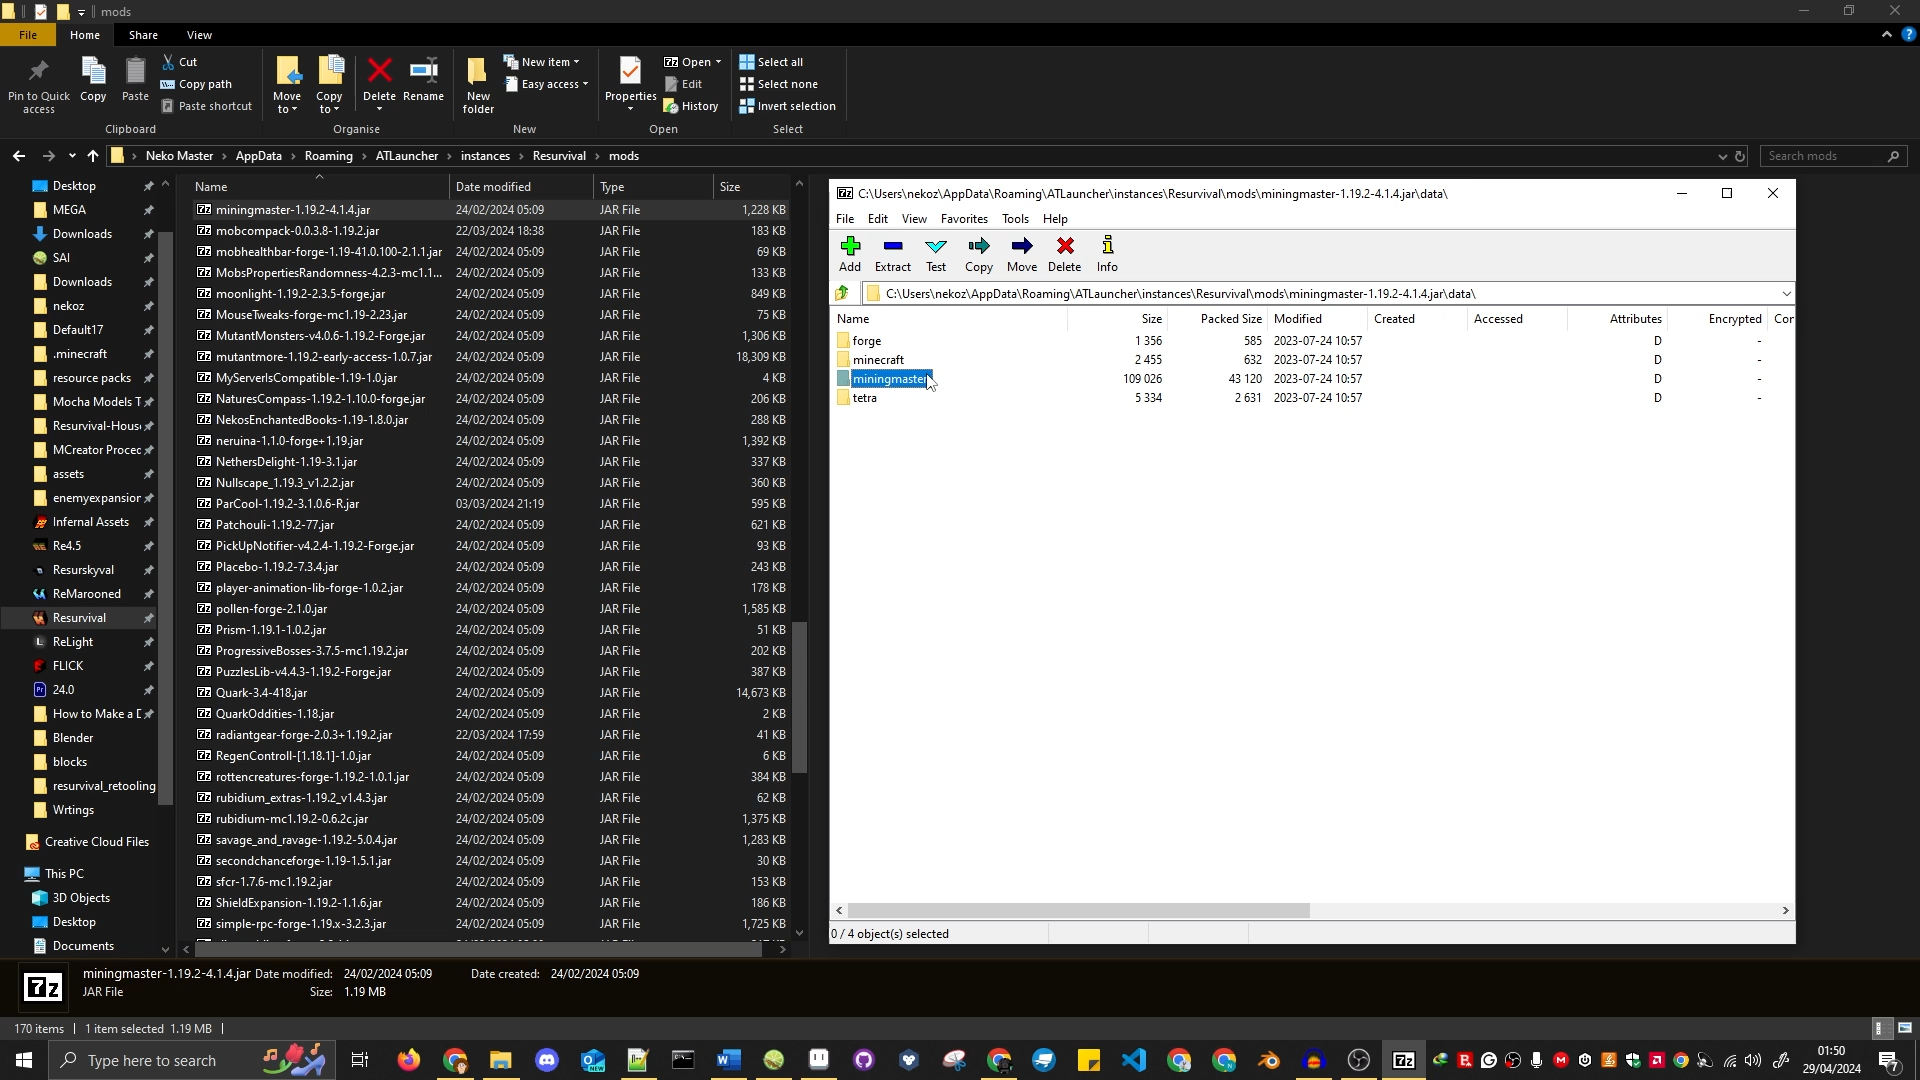 mods
File Home Share View
Pin to Quick access
Copy
Paste
Cut
Copy path
Paste shortcut
Clipboard
Move to
Copy to
Delete
Rename
Organise
New folder
New item
Easy access
New
Properties
Open
Edit
History
Open
Select all
Select none
Invert selection
Select
Neko Master > AppData > Roaming > ATLauncher > instances > Resurvival > mods
Search mods
Desktop
MEGA
Downloads
SAI
Downloads
nekoz
Default17
.minecraft
resource packs
Mocha Models T
Resurvival-Hous
MCreator Proced
assets
enemyexpansion
Infernal Assets
Re4.5
Resurskyval
ReMarooned
Resurvival
ReLight
FLICK
24.0
How to Make a D
Blender
blocks
resurvival_retooling
Wrtings
Creative Cloud Files
This PC
3D Objects
Desktop
Documents
Name Date modified Type Size
miningmaster-1.19.2-4.1.4.jar 24/02/2024 05:09 JAR File 1,228 KB
mobcompack-0.0.3.8-1.19.2.jar 22/03/2024 18:38 JAR File 183 KB
mobhealthbar-forge-1.19-41.0.100-2.1.1.jar 24/02/2024 05:09 JAR File 69 KB
MobsPropertiesRandomness-4.2.3-mc1.1... 24/02/2024 05:09 JAR File 133 KB
moonlight-1.19.2-2.3.5-forge.jar 24/02/2024 05:09 JAR File 849 KB
MouseTweaks-forge-mc1.19-2.23.jar 24/02/2024 05:09 JAR File 75 KB
MutantMonsters-v4.0.6-1.19.2-Forge.jar 24/02/2024 05:09 JAR File 1,306 KB
mutantmore-1.19.2-early-access-1.0.7.jar 24/02/2024 05:09 JAR File 18,309 KB
MyServerIsCompatible-1.19-1.0.jar 24/02/2024 05:09 JAR File 4 KB
NaturesCompass-1.19.2-1.10.0-forge.jar 24/02/2024 05:09 JAR File 206 KB
NekosEnchantedBooks-1.19-1.8.0.jar 24/02/2024 05:09 JAR File 288 KB
neruina-1.1.0-forge+1.19.jar 24/02/2024 05:09 JAR File 1,392 KB
NethersDelight-1.19-3.1.jar 24/02/2024 05:09 JAR File 337 KB
Nullscape_1.19.3_v1.2.2.jar 24/02/2024 05:09 JAR File 360 KB
ParCool-1.19.2-3.1.0.6-R.jar 03/03/2024 21:19 JAR File 595 KB
Patchouli-1.19.2-77.jar 24/02/2024 05:09 JAR File 621 KB
PickUpNotifier-v4.2.4-1.19.2-Forge.jar 24/02/2024 05:09 JAR File 93 KB
Placebo-1.19.2-7.3.4.jar 24/02/2024 05:09 JAR File 243 KB
player-animation-lib-forge-1.0.2.jar 24/02/2024 05:09 JAR File 178 KB
pollen-forge-2.1.0.jar 24/02/2024 05:09 JAR File 1,585 KB
Prism-1.19.1-1.0.2.jar 24/02/2024 05:09 JAR File 51 KB
ProgressiveBosses-3.7.5-mc1.19.2.jar 24/02/2024 05:09 JAR File 202 KB
PuzzlesLib-v4.4.3-1.19.2-Forge.jar 24/02/2024 05:09 JAR File 387 KB
Quark-3.4-418.jar 24/02/2024 05:09 JAR File 14,673 KB
QuarkOddities-1.18.jar 24/02/2024 05:09 JAR File 2 KB
radiantgear-forge-2.0.3+1.19.2.jar 22/03/2024 17:59 JAR File 41 KB
RegenControll-[1.18.1]-1.0.jar 24/02/2024 05:09 JAR File 6 KB
rottencreatures-forge-1.19.2-1.0.1.jar 24/02/2024 05:09 JAR File 384 KB
rubidium_extras-1.19.2_v1.4.3.jar 24/02/2024 05:09 JAR File 62 KB
rubidium-mc1.19.2-0.6.2c.jar 24/02/2024 05:09 JAR File 1,375 KB
savage_and_ravage-1.19.2-5.0.4.jar 24/02/2024 05:09 JAR File 1,283 KB
secondchanceforge-1.19-1.5.1.jar 24/02/2024 05:09 JAR File 30 KB
sfcr-1.7.6-mc1.19.2.jar 24/02/2024 05:09 JAR File 153 KB
ShieldExpansion-1.19.2-1.1.6.jar 24/02/2024 05:09 JAR File 186 KB
simple-rpc-forge-1.19.x-3.2.3.jar 24/02/2024 05:09 JAR File 1,725 KB
C:\Users\nekoz\AppData\Roaming\ATLauncher\instances\Resurvival\mods\miningmaster-1.19.2-4.1.4.jar\data\
File Edit View Favorites Tools Help
Add Extract Test Copy Move Delete Info
C:\Users\nekoz\AppData\Roaming\ATLauncher\instances\Resurvival\mods\miningmaster-1.19.2-4.1.4.jar\data\
Name Size Packed Size Modified Created Accessed Attributes Encrypted Cor
forge 1 356 585 2023-07-24 10:57 D -
minecraft 2 455 632 2023-07-24 10:57 D -
miningmaster 109 026 43 120 2023-07-24 10:57 D -
tetra 5 334 2 631 2023-07-24 10:57 D -
0 / 4 object(s) selected
7z
miningmaster-1.19.2-4.1.4.jar Date modified: 24/02/2024 05:09 Date created: 24/02/2024 05:09
JAR File Size: 1.19 MB
170 items 1 item selected 1.19 MB
Type here to search
01:50
29/04/2024
7